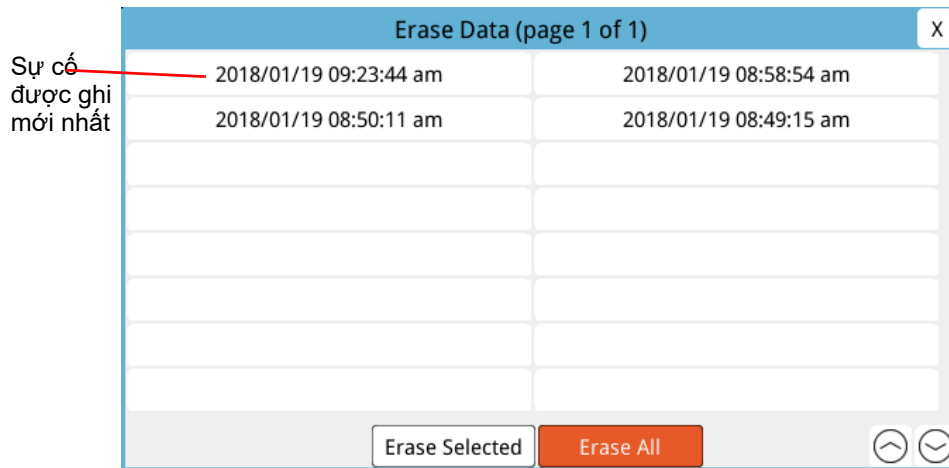 Erase Data (page 1 of 1)
X
Sự cố
được ghi
mới nhất
2018/01/19 09:23:44 am
2018/01/19 08:58:54 am
2018/01/19 08:50:11 am
2018/01/19 08:49:15 am
Erase Selected
Erase All